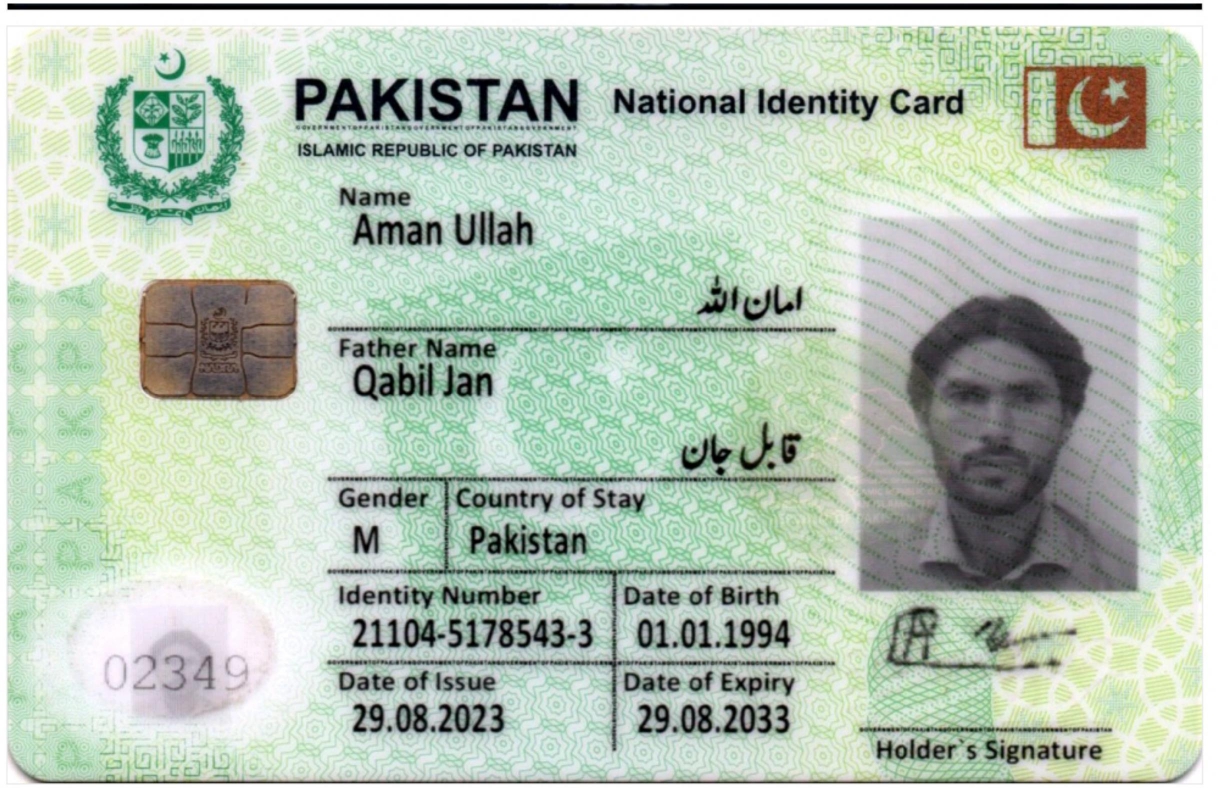 PAKISTAN National Identity Card
ISLAMIC REPUBLIC OF PAKISTAN
Name
Aman Ullah
امان اللہ
Father Name
Qabil Jan
قابل جان
Gender Country of Stay
M Pakistan
Identity Number Date of Birth
21104-5178543-3 01.01.1994
Date of Issue Date of Expiry
29.08.2023 29.08.2033
02349
Holder`s Signature